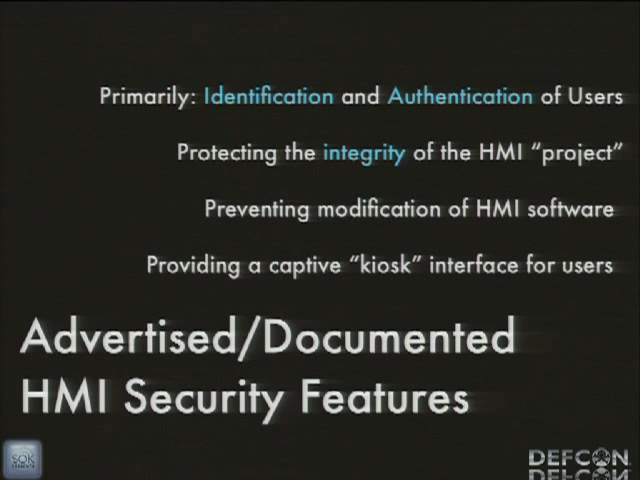 Primarily: Identification and Authentication of Users
Protecting the integrity of the HMI “project”
Preventing modification of HMI software
Providing a captive “kiosk” interface for users
Advertised/Documented
HMI Security Features
SOK
DEFCON